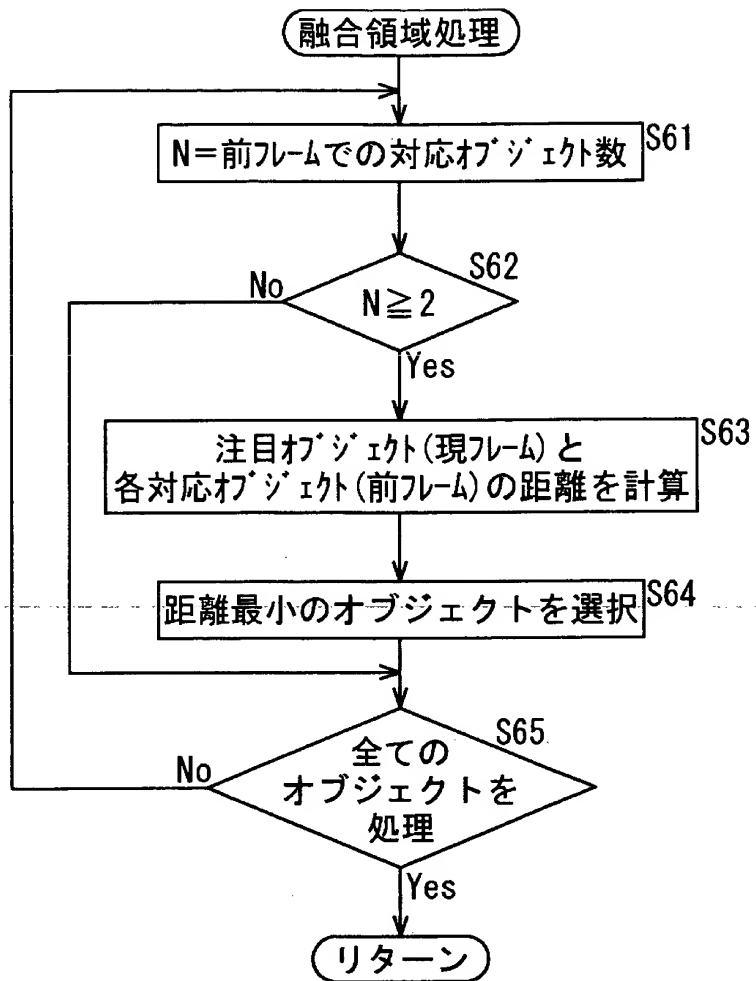 融合領域処理
N=前フレームでの対応オブジェクト数
S61
N≧2
S62
No
Yes
注目オブジェクト(現フレーム)と
各対応オブジェクト(前フレーム)の距離を計算
S63
距離最小のオブジェクトを選択
S64
全ての
オブジェクトを
処理
S65
No
Yes
リターン